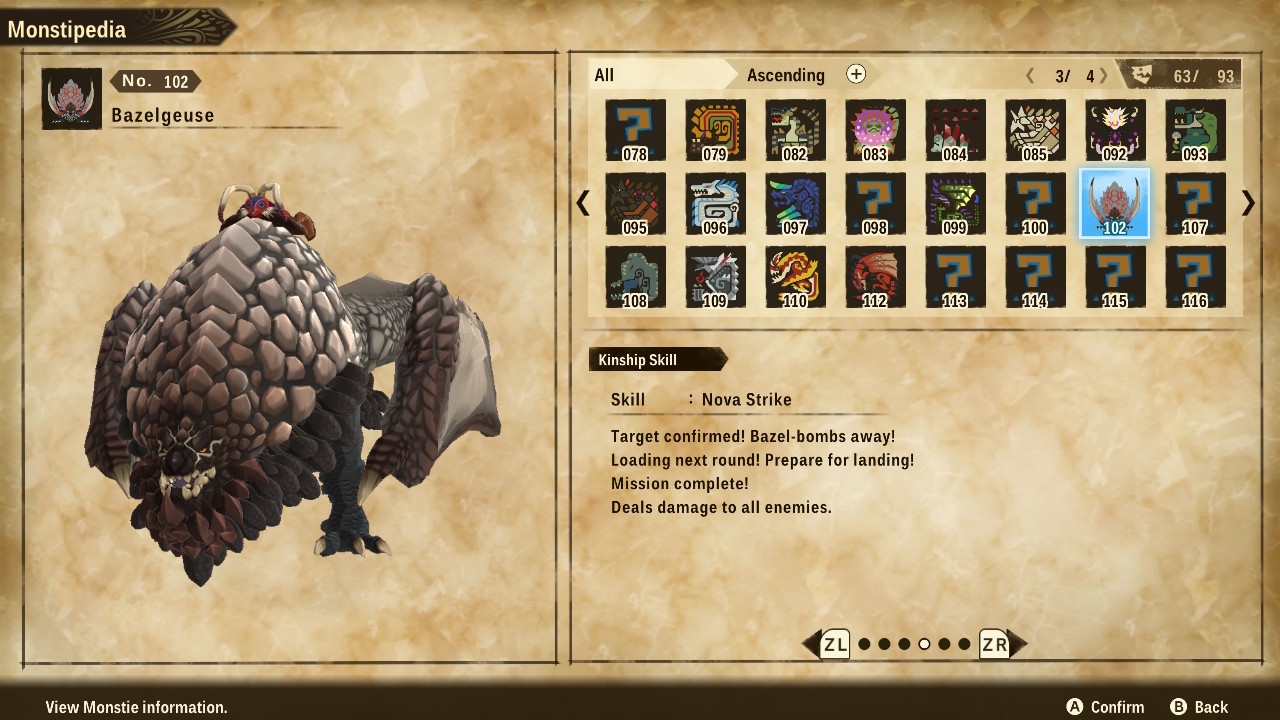 Monstipedia
No. 102
Bazelgeuse
All
Ascending
3/ 4
63/ 93
078 079 082 083 084 085 092 093
095 096 097 098 099 100 102 107
108 109 110 112 113 114 115 116
Kinship Skill
Skill : Nova Strike
Target confirmed! Bazel-bombs away!
Loading next round! Prepare for landing!
Mission complete!
Deals damage to all enemies.
ZL ZR
View Monstie information.
A Confirm B Back